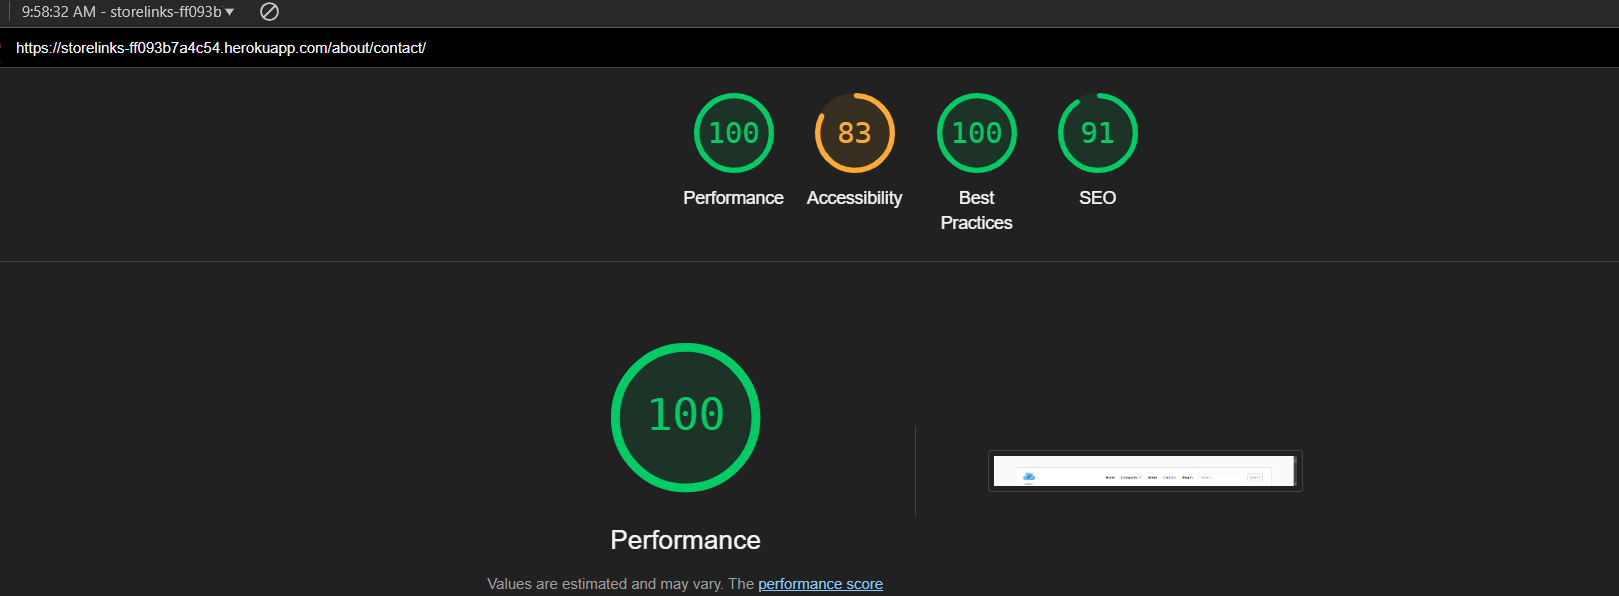 9:58:32 AM - storelinks-ff093b
https://storelinks-ff093b7a4c54.herokuapp.com/about/contact/
100 83 100 91
Performance Accessibility Best Practices SEO
100
Performance
Values are estimated and may vary. The performance score